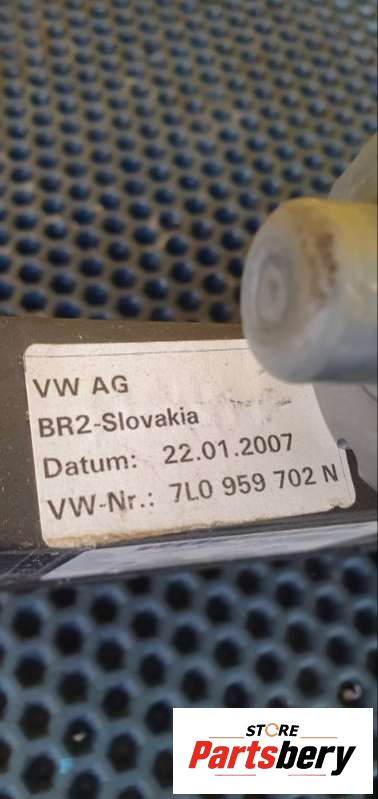 VW AG
BR2-Slovakia
Datum: 22.01.2007
VW-Nr.: 7L0 959 702 N
STORE
Partsbery